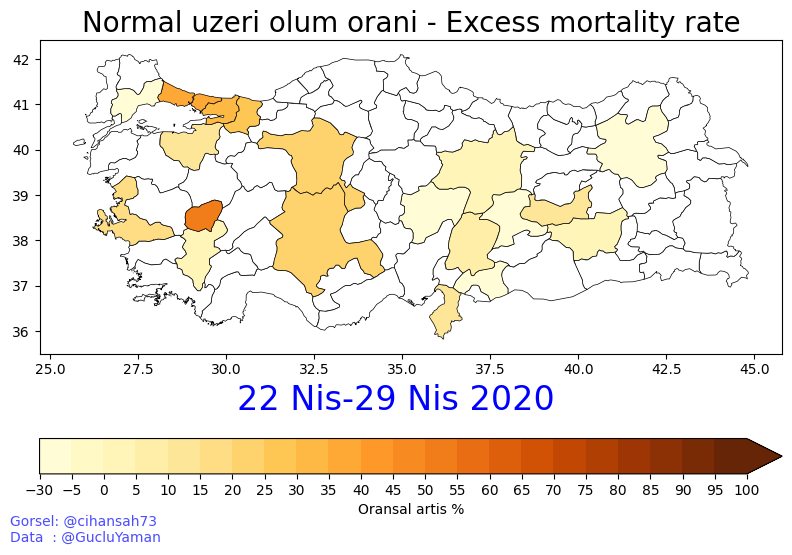 Normal uzeri olum orani - Excess mortality rate
42
41
40
39
38
37
36
25.0 27.5 30.0 32.5 35.0 37.5 40.0 42.5 45.0
22 Nis-29 Nis 2020
−30 −5 0 5 10 15 20 25 30 35 40 45 50 55 60 65 70 75 80 85 90 95 100
Oransal artis %
Gorsel: @cihansah73
Data : @GucluYaman